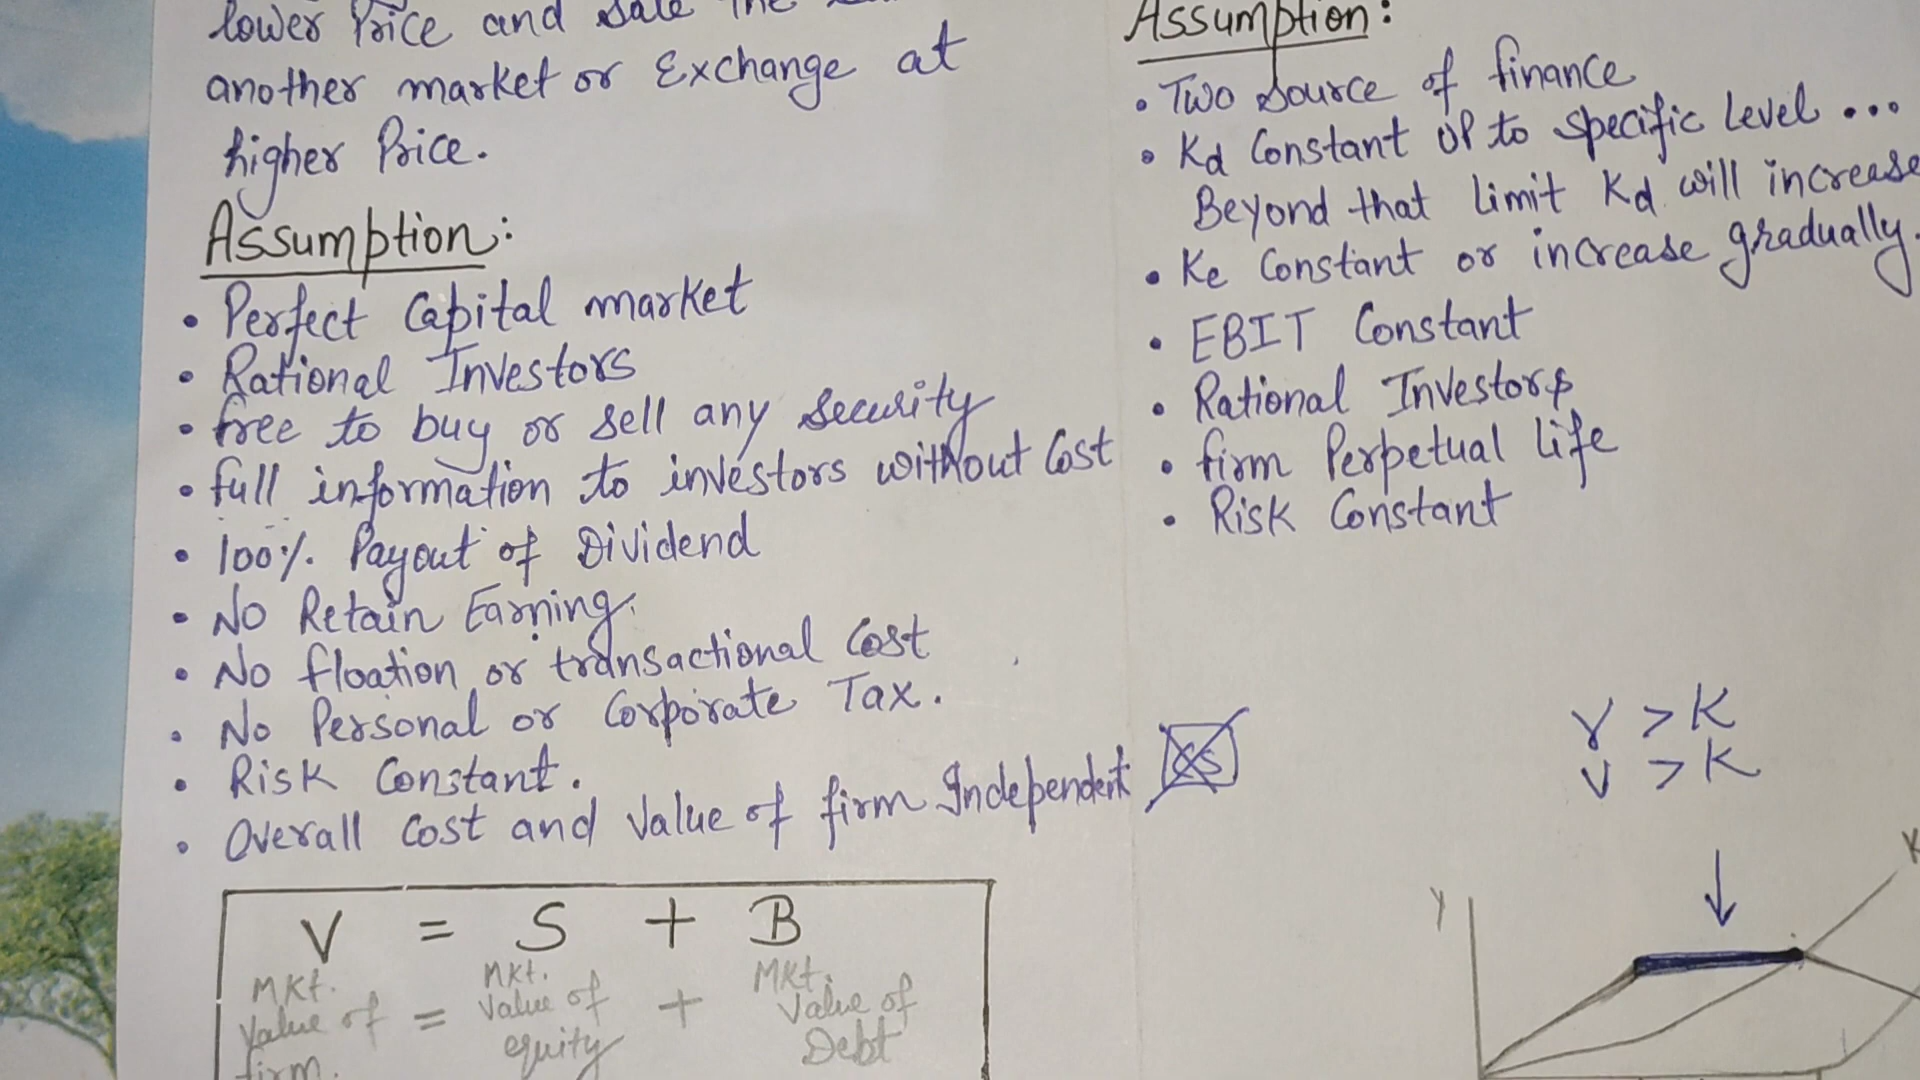 lower Price and Sale the
another market or Exchange at
higher Price.
Assumption:
• Perfect Capital market
• Rational Investors
• free to buy or sell any security
• full information to investors without Cost
• 100% Payout of Dividend
• No Retain Earning.
• No floation or transactional Cost
• No Personal or Corporate Tax.
• Risk Constant.
• Overall Cost and Value of firm Independent CS
V = S + B
Mkt. Value of firm. = Mkt. Value of equity + Mkt. Value of Debt
Assumption:
• Two Source of finance
• Kd Constant UP to specific Level ...
Beyond that Limit Kd will increase
• Ke Constant or increase gradually.
• EBIT Constant
• Rational Investors
• firm Perpetual life
• Risk Constant
r > K
V > K
Y
K